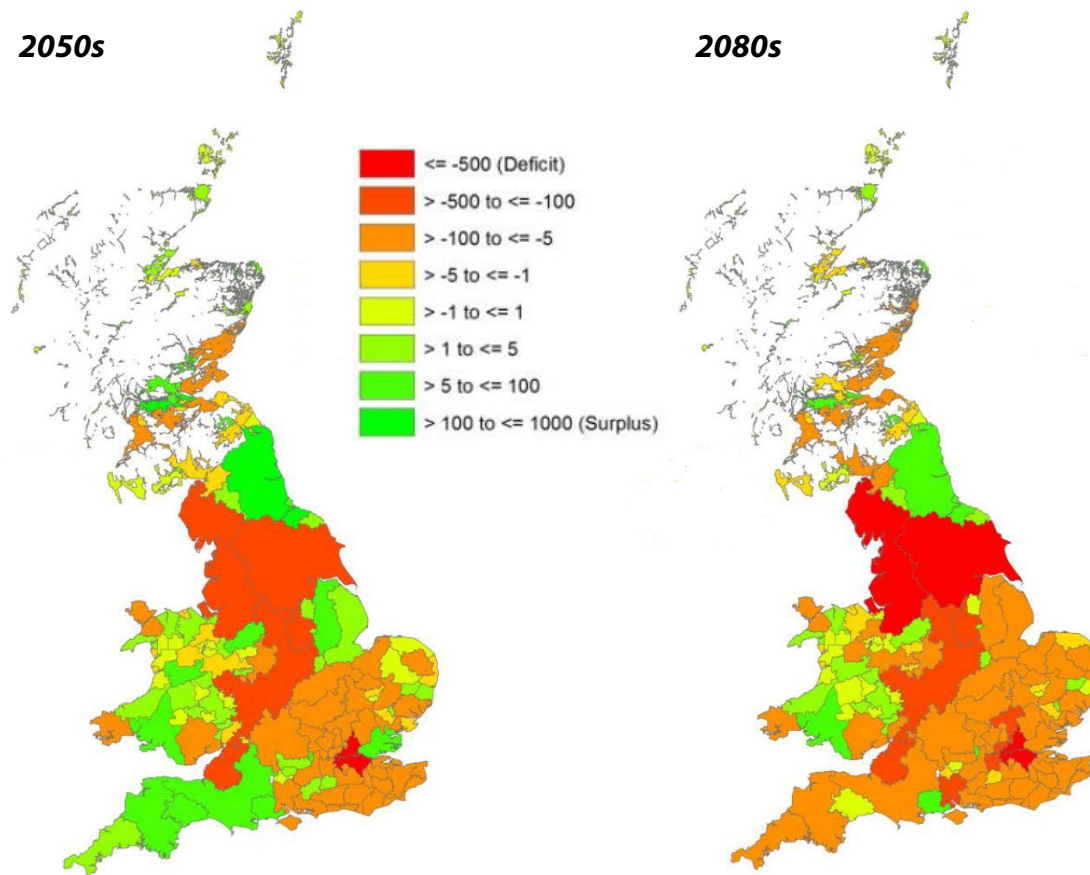 2050s
2080s
<= -500 (Deficit)
> -500 to <= -100
> -100 to <= -5
> -5 to <= -1
> -1 to <= 1
> 1 to <= 5
> 5 to <= 100
> 100 to <= 1000 (Surplus)